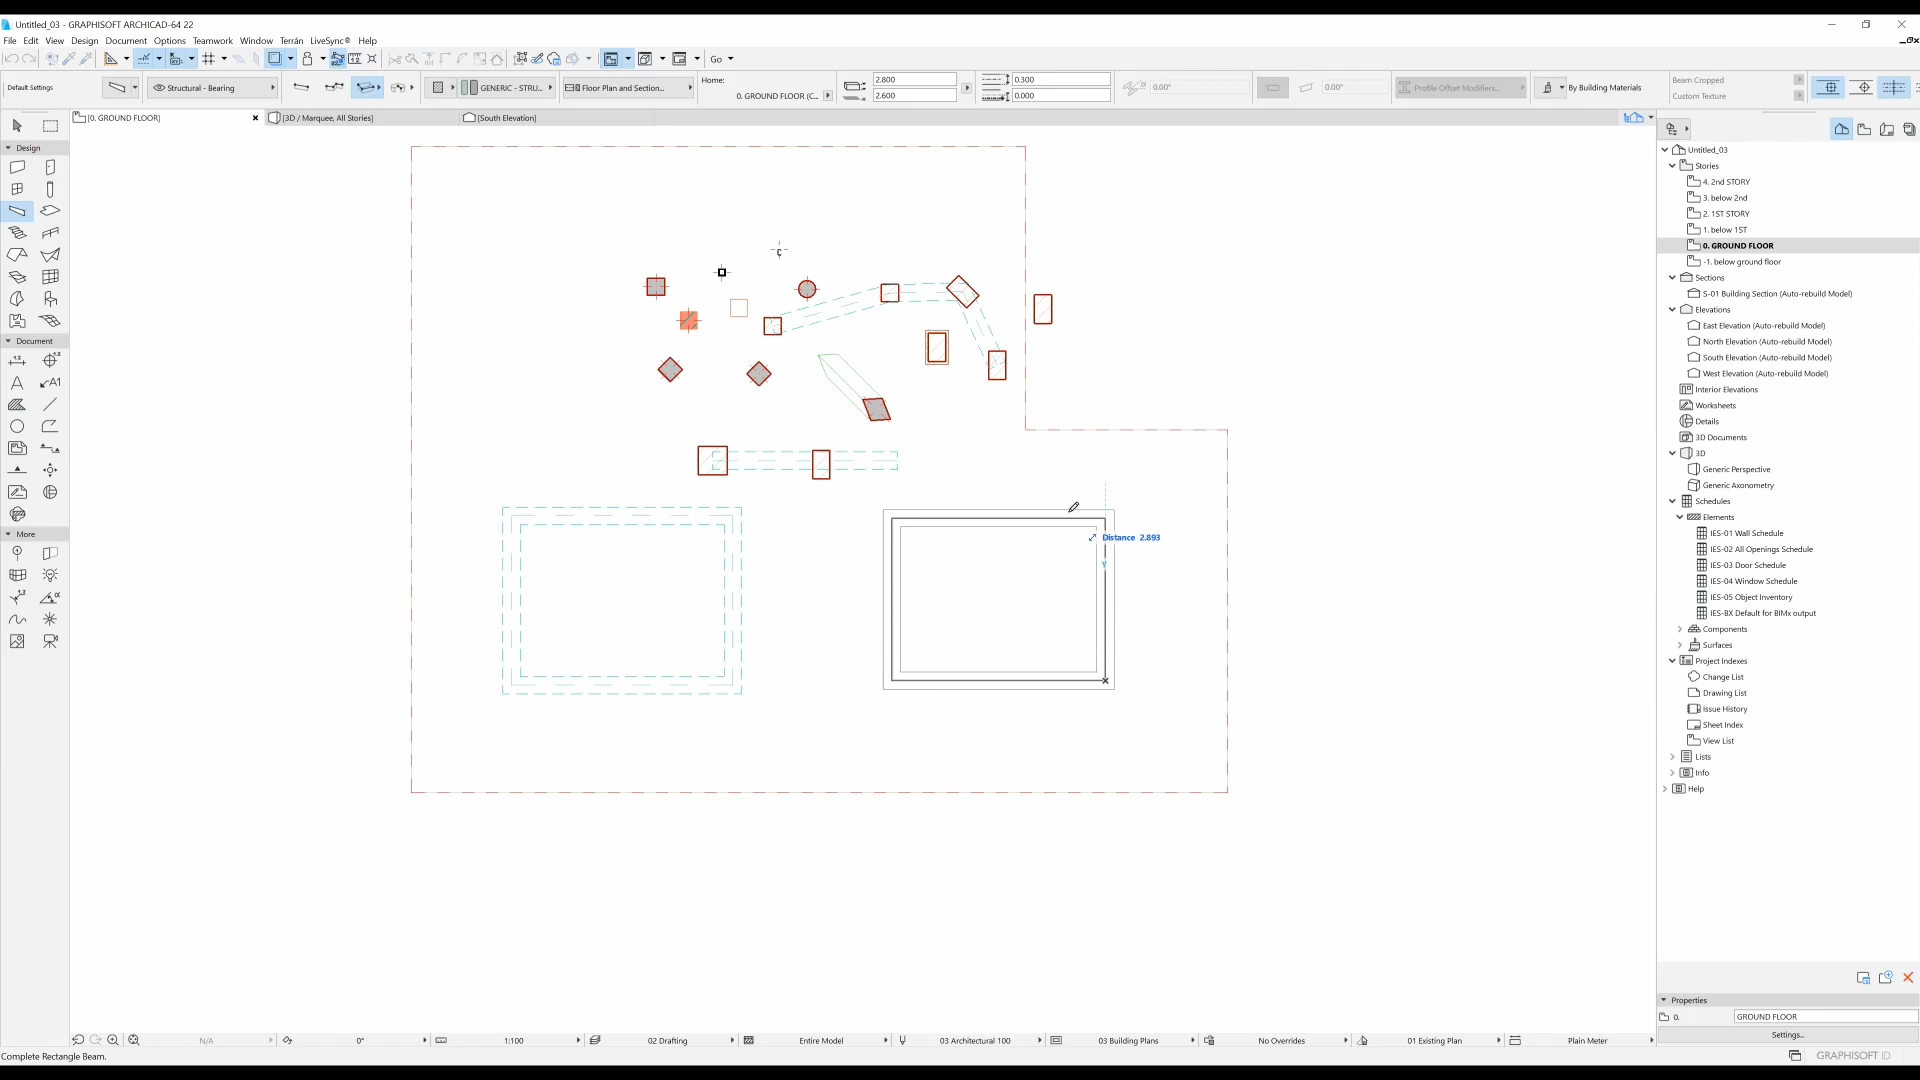 Untitled_03 - GRAPHISOFT ARCHICAD-64 22
File Edit View Design Document Options Teamwork Window Terrán LiveSync® Help
Go
Default Settings
Structural - Bearing
GENERIC - STRU...
Floor Plan and Section...
Home:
0. GROUND FLOOR (C...
2.800
2.600
0.300
0.000
0.00°
0.00°
Profile Offset Modifiers...
By Building Materials
Beam Cropped
Custom Texture
[0. GROUND FLOOR]
[3D / Marquee, All Stories]
[South Elevation]
Design
Document
More
Distance 2.893
Untitled_03
Stories
4. 2nd STORY
3. below 2nd
2. 1ST STORY
1. below 1ST
0. GROUND FLOOR
-1. below ground floor
Sections
S-01 Building Section (Auto-rebuild Model)
Elevations
East Elevation (Auto-rebuild Model)
North Elevation (Auto-rebuild Model)
South Elevation (Auto-rebuild Model)
West Elevation (Auto-rebuild Model)
Interior Elevations
Worksheets
Details
3D Documents
3D
Generic Perspective
Generic Axonometry
Schedules
Elements
IES-01 Wall Schedule
IES-02 All Openings Schedule
IES-03 Door Schedule
IES-04 Window Schedule
IES-05 Object Inventory
IES-BX Default for BIMx output
Components
Surfaces
Project Indexes
Change List
Drawing List
Issue History
Sheet Index
View List
Lists
Info
Help
Properties
0.
GROUND FLOOR
Settings...
N/A
0°
1:100
02 Drafting
Entire Model
03 Architectural 100
03 Building Plans
No Overrides
01 Existing Plan
Plain Meter
Complete Rectangle Beam.
GRAPHISOFT ID